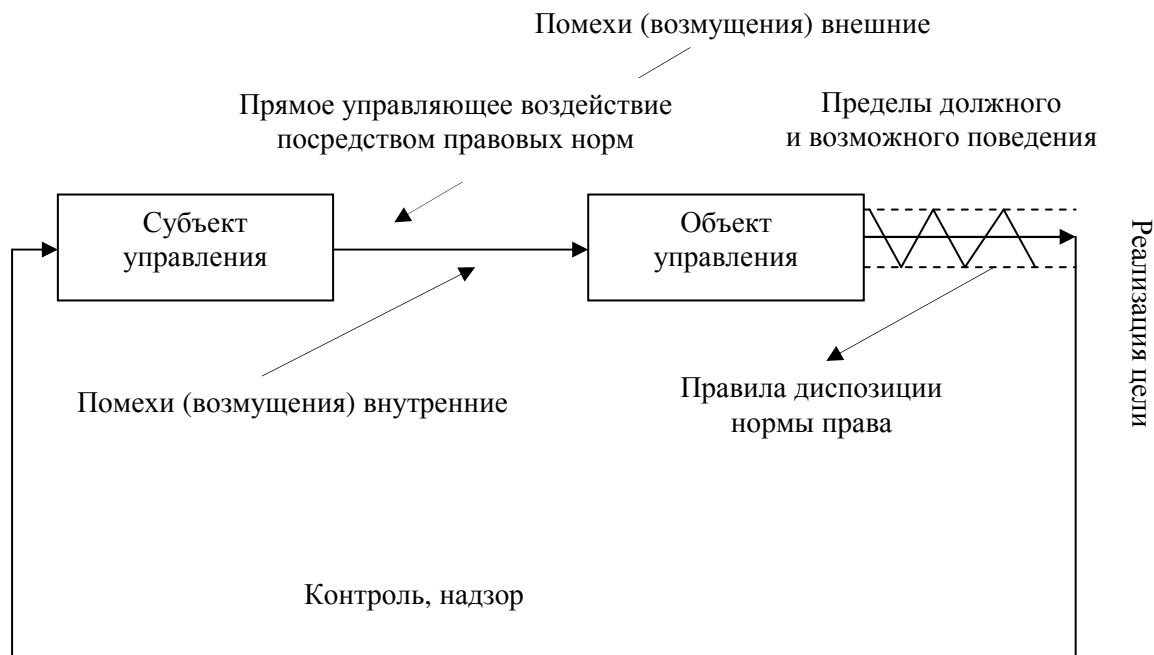 Помехи (возмущения) внешние
Прямое управляющее воздействие
посредством правовых норм
Пределы должного
и возможного поведения
Субъект
управления
Объект
управления
Реализация цели
Помехи (возмущения) внутренние
Правила диспозиции
нормы права
Контроль, надзор